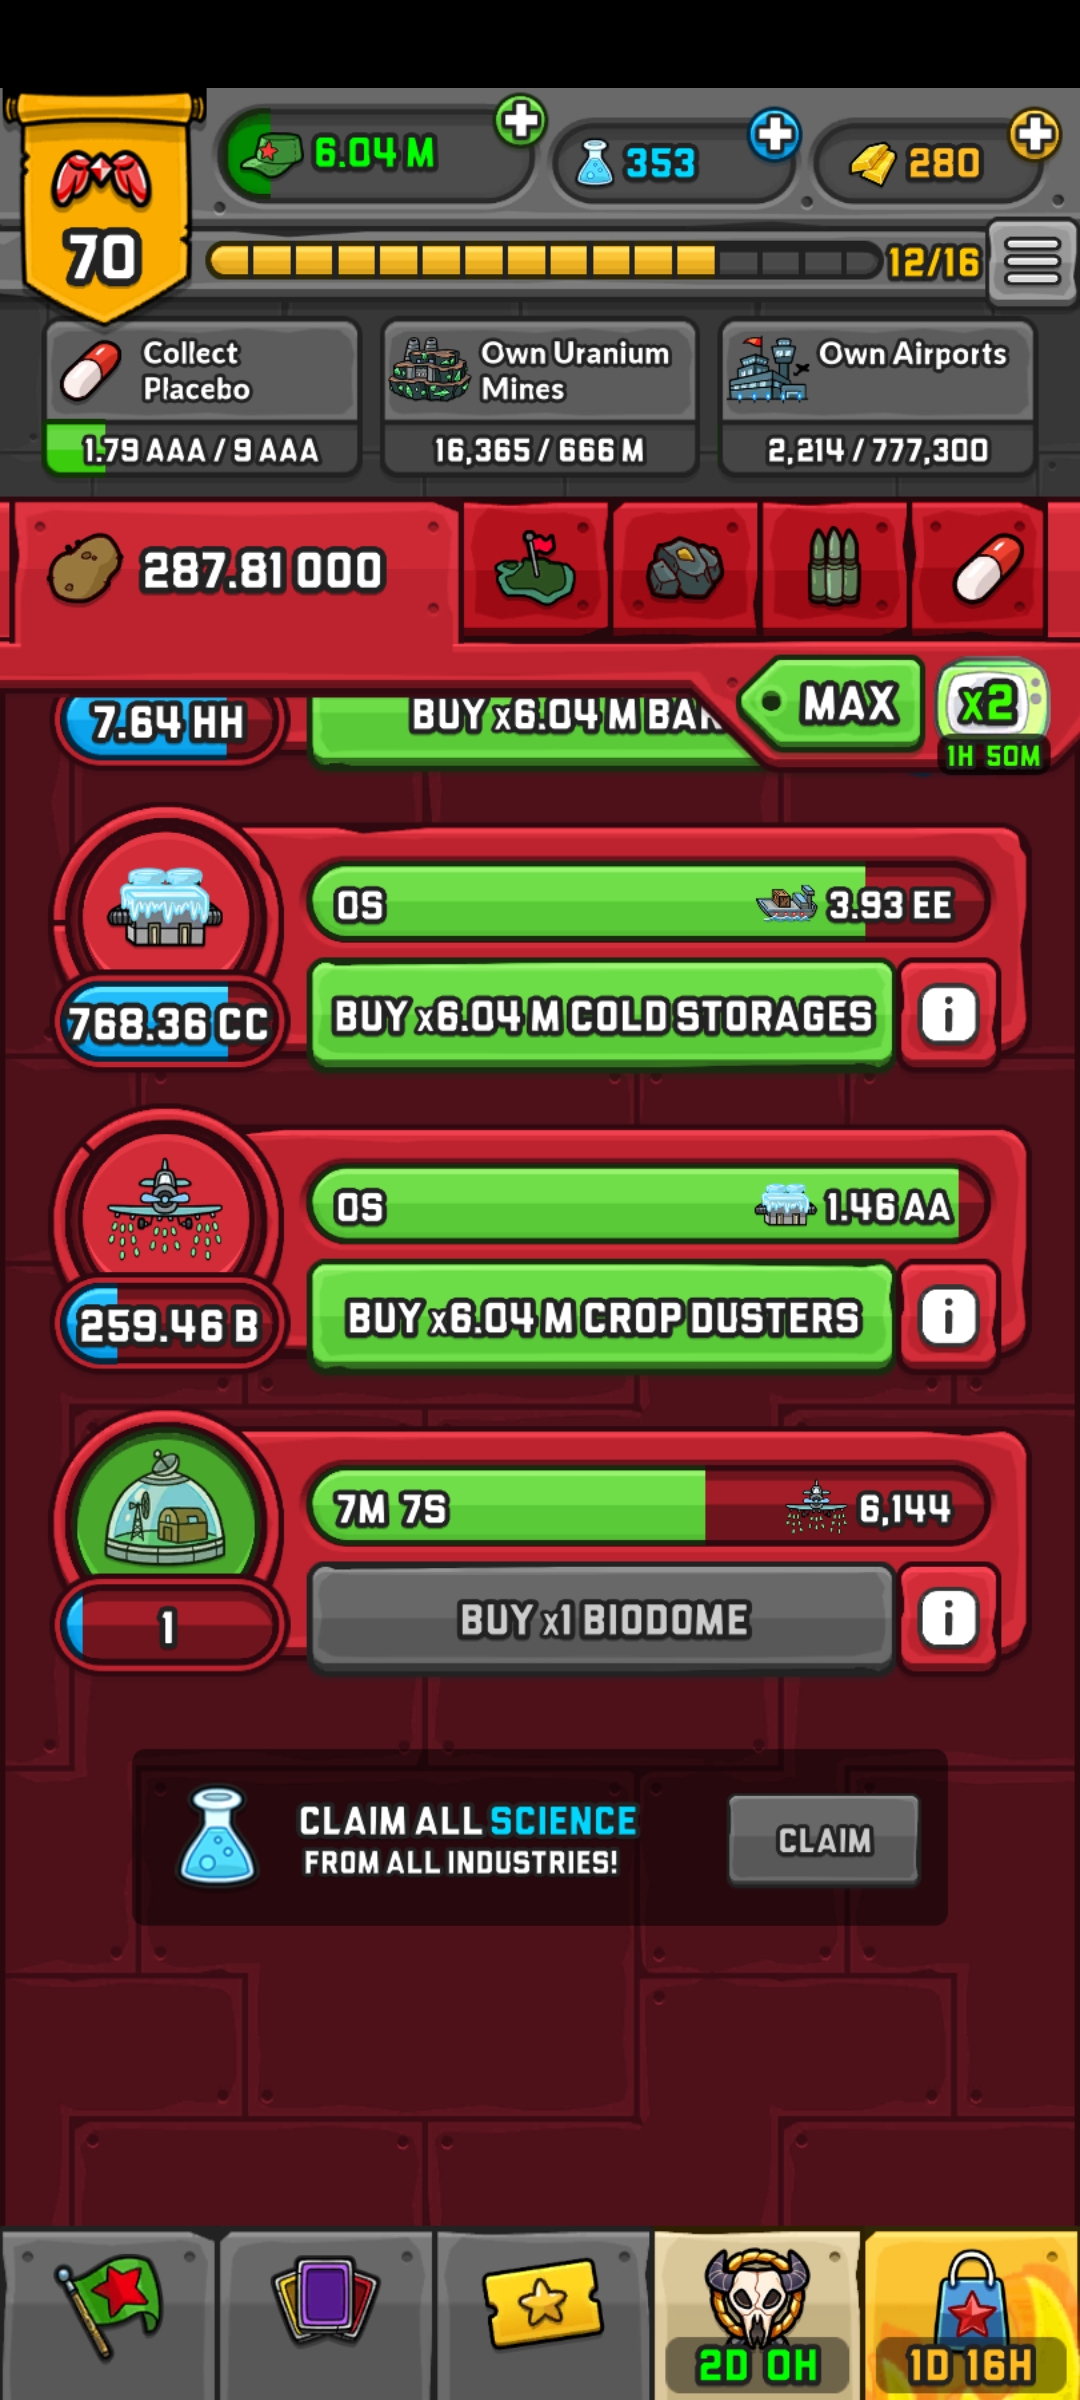 70
6.04 M
353
280
12/16
Collect
Placebo
1.79 AAA / 9 AAA
Own Uranium
Mines
16,365 / 666 M
Own Airports
2,214 / 777,300
287.81 OOO
MAX
x2
1H 50M
7.64 HH
BUY x6.04 M BA
0S
3.93 EE
768.36 CC
BUY x6.04 M COLD STORAGES
i
0S
1.46 AA
259.46 B
BUY x6.04 M CROP DUSTERS
i
7M 7S
6,144
1
BUY x1 BIODOME
i
CLAIM ALL SCIENCE
FROM ALL INDUSTRIES!
CLAIM
2D 0H
1D 16H